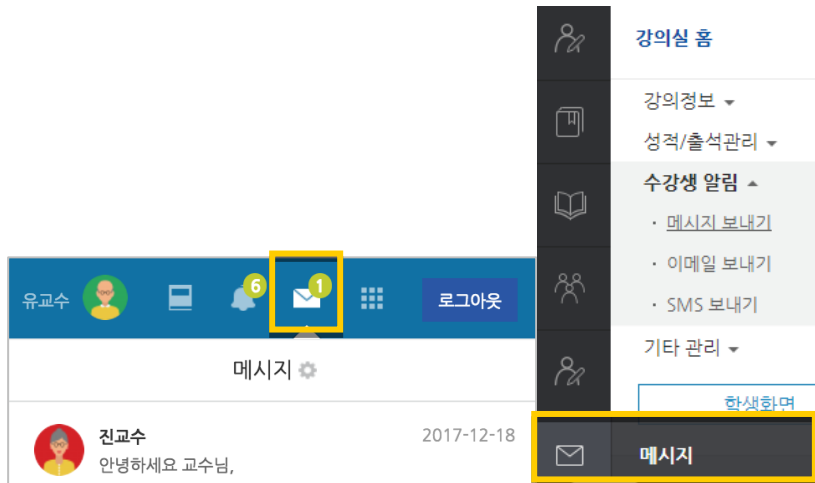 유교수
6
1
로그아웃
메시지
진교수
2017-12-18
안녕하세요 교수님,
강의실 홈
강의정보
성적/출석관리
수강생 알림
· 메시지 보내기
· 이메일 보내기
· SMS 보내기
기타 관리
학생화면
메시지